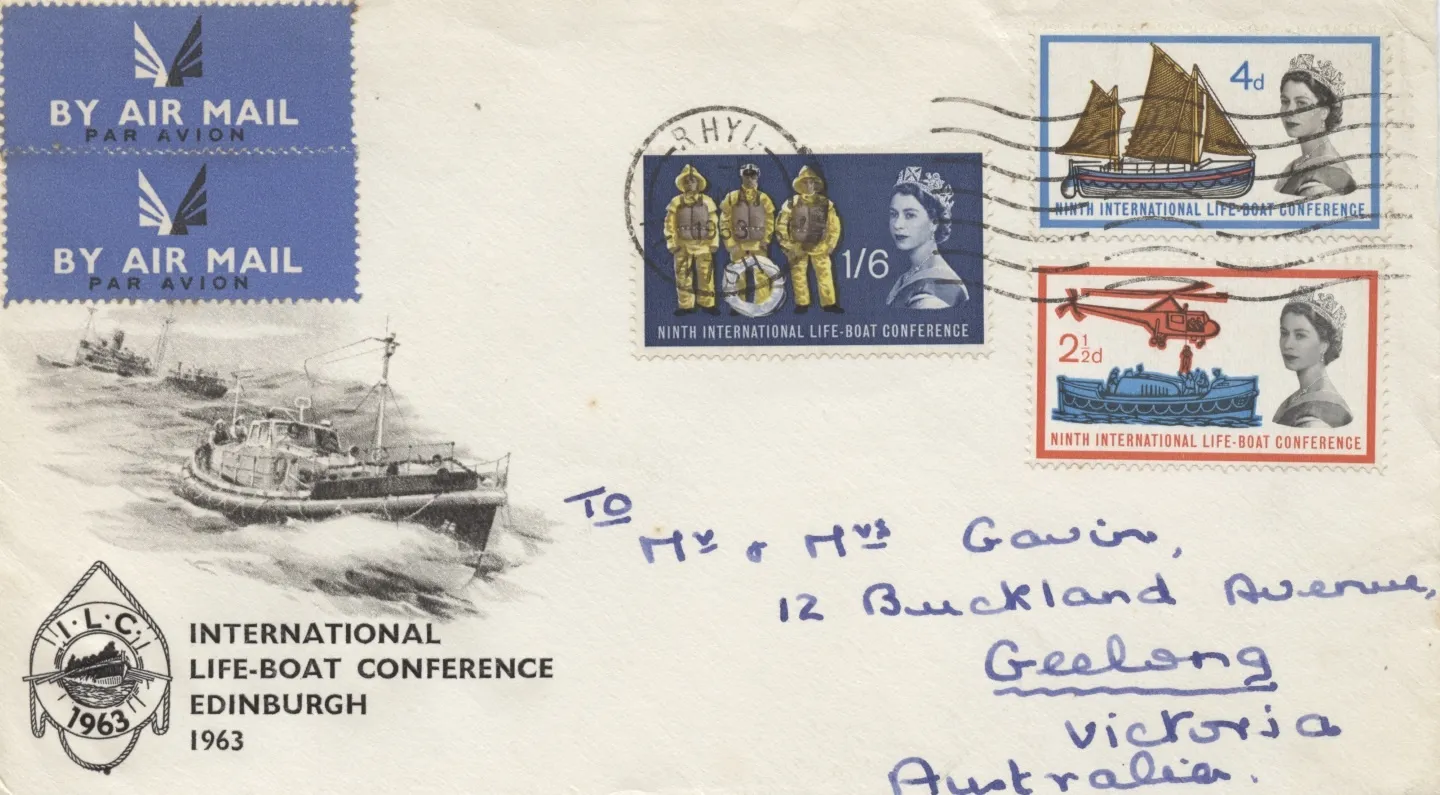 BY AIR MAIL
PAR AVION
BY AIR MAIL
PAR AVION
RHYL
1963
1/6
NINTH INTERNATIONAL LIFE-BOAT CONFERENCE
4d
NINTH INTERNATIONAL LIFE-BOAT CONFERENCE
2½d
NINTH INTERNATIONAL LIFE-BOAT CONFERENCE
TO
Mr & Mrs Gavin,
12 Buckland Avenue,
Geelong
Victoria
Australia.
I.L.C.
1963
INTERNATIONAL
LIFE-BOAT CONFERENCE
EDINBURGH
1963